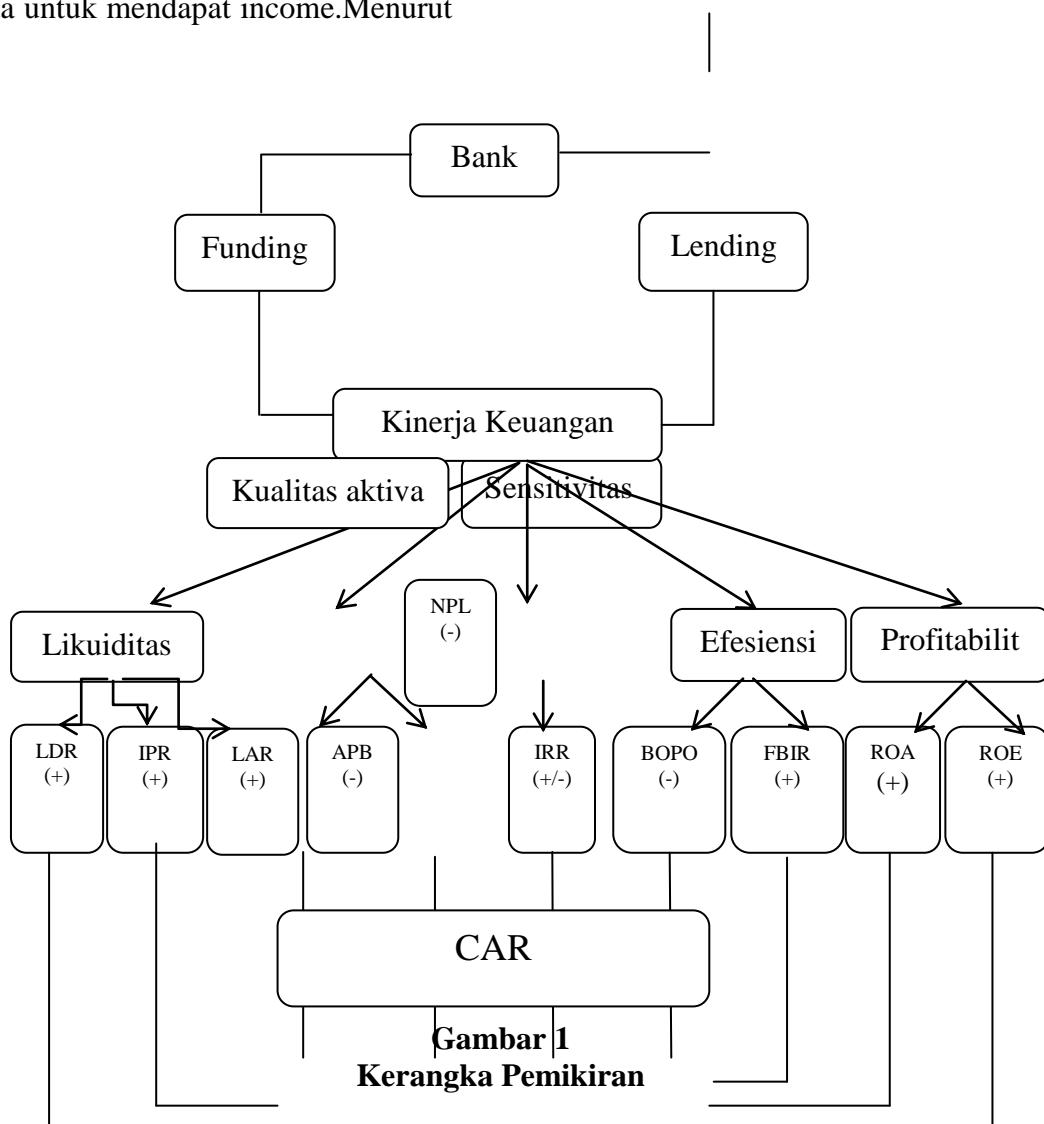 a untuk mendapat income.Menurut
Bank
Funding
Lending
Kinerja Keuangan
Kualitas aktiva
Sensitivitas
NPL
(-)
Likuiditas
Efesiensi
Profitabilit
LDR
(+)
IPR
(+)
LAR
(+)
APB
(-)
IRR
(+/-)
BOPO
(-)
FBIR
(+)
ROA
(+)
ROE
(+)
CAR
Gambar 1
Kerangka Pemikiran